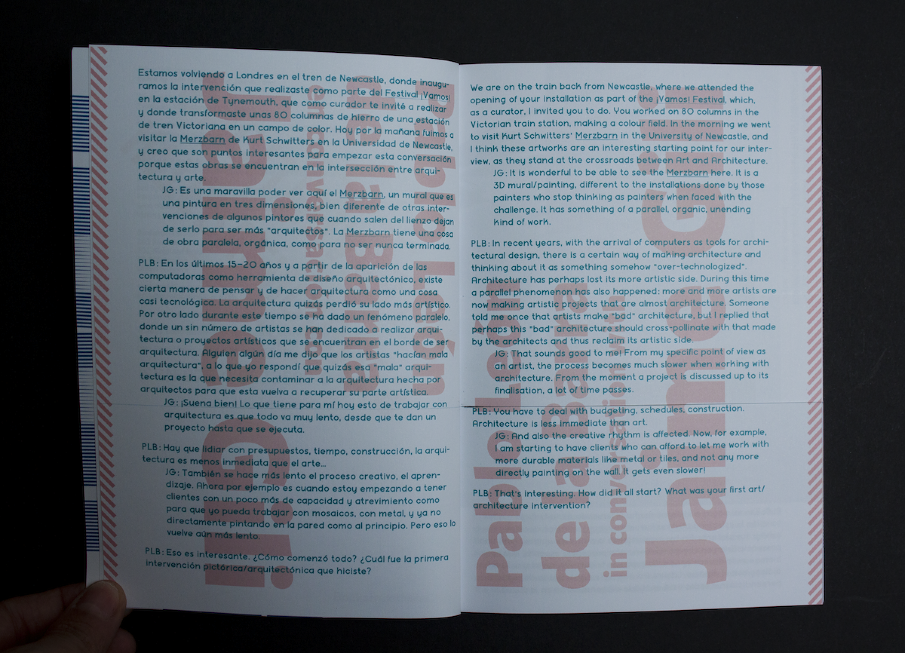 Estamos volviendo a Londres en el tren de Newcastle, donde inaugu-
ramos la intervención que realizaste como parte del Festival ¡Vamos!
en la estación de Tynemouth, que como curador te invité a realizar
y donde transformaste unas 60 columnas de hierro de una estación
de tren Victoriana en un campo de color. Hoy por la mañana fuimos a
visitar la Merzbarn de Kurt Schwitters en la Universidad de Newcastle,
y creo que son puntos interesantes para empezar esta conversación
porque estas obras se encuentran en la intersección entre arqui-
tectura y arte.
JG: Es una maravilla poder ver aquí el Merzbarn, un mural que es
una pintura en tres dimensiones, bien diferente de otras inter-
venciones de algunos pintores que cuando salen del lienzo dejan
de serlo para ser más "arquitectos". La Merzbarn tiene una cosa
de obra paralela, orgánica, como para no ser nunca terminada.
PLB: En los últimos 15-20 años y a partir de la aparición de las
computadoras como herramienta de diseño arquitectónico, existe
cierta manera de pensar y de hacer arquitectura como una cosa
casi tecnológica. La arquitectura quizás perdió su lado más artístico.
Por otro lado durante este tiempo se ha dado un fenómeno paralelo,
donde un sin número de artistas se han dedicado a realizar arqui-
tectura o proyectos artísticos que se encuentran en el borde de ser
arquitectura. Alguien algún día me dijo que los artistas "hacían mala
arquitectura", a lo que yo respondí que quizás esa "mala" arqui-
tectura es la que necesita contaminar a la arquitectura hecha por
arquitectos para que esta vuelva a recuperar su parte artística.
JG: ¡Suena bien! Lo que tiene para mí hoy esto de trabajar con
arquitectura es que todo va muy lento, desde que te dan un
proyecto hasta que se ejecuta.
PLB: Hay que lidiar con presupuestos, tiempo, construcción, la arqui-
tectura es menos inmediata que el arte...
JG: También se hace más lento el proceso creativo, el apren-
dizaje. Ahora por ejemplo es cuando estoy empezando a tener
clientes con un poco más de capacidad y atrevimiento como
para que yo pueda trabajar con mosaicos, con metal, y ya no
directamente pintando en la pared como al principio. Pero eso lo
vuelve aún más lento.
PLB: Eso es interesante. ¿Cómo comenzó todo? ¿Cuál fue la primera
intervención pictórica/arquitectónica que hiciste?
We are on the train back from Newcastle, where we attended the
opening of your installation as part of the ¡Vamos! Festival, which,
as a curator, I invited you to do. You worked on 60 columns in the
Victorian train station, making a colour field. In the morning we went
to visit Kurt Schwitters' Merzbarn in the University of Newcastle, and
I think these artworks are an interesting starting point for our inter-
view, as they stand at the crossroads between Art and Architecture.
JG: It is wonderful to be able to see the Merzbarn here. It is a
3D mural/painting, different to the installations done by those
painters who stop thinking as painters when faced with the
challenge. It has something of a parallel, organic, unending
kind of work.
PLB: In recent years, with the arrival of computers as tools for archi-
tectural design, there is a certain way of making architecture and
thinking about it as something somehow "over-technologized".
Architecture has perhaps lost its more artistic side. During this time
a parallel phenomenon has also happened: more and more artists are
now making artistic projects that are almost architecture. Someone
told me once that artists make "bad" architecture, but I replied that
perhaps this "bad" architecture should cross-pollinate with that made
by the architects and thus reclaim its artistic side.
JG: That sounds good to me! From my specific point of view as
an artist, the process becomes much slower when working with
architecture. From the moment a project is discussed up to its
finalisation, a lot of time passes.
PLB: You have to deal with budgeting, schedules, construction.
Architecture is less immediate than art.
JG: And also the creative rhythm is affected. Now, for example,
I am starting to have clients who can afford to let me work with
more durable materials like metal or tiles, and not any more
directly painting on the wall, it gets even slower!
PLB: That's interesting. How did it all start? What was your first art/
architecture intervention?
Pablo
de la
in
Jan